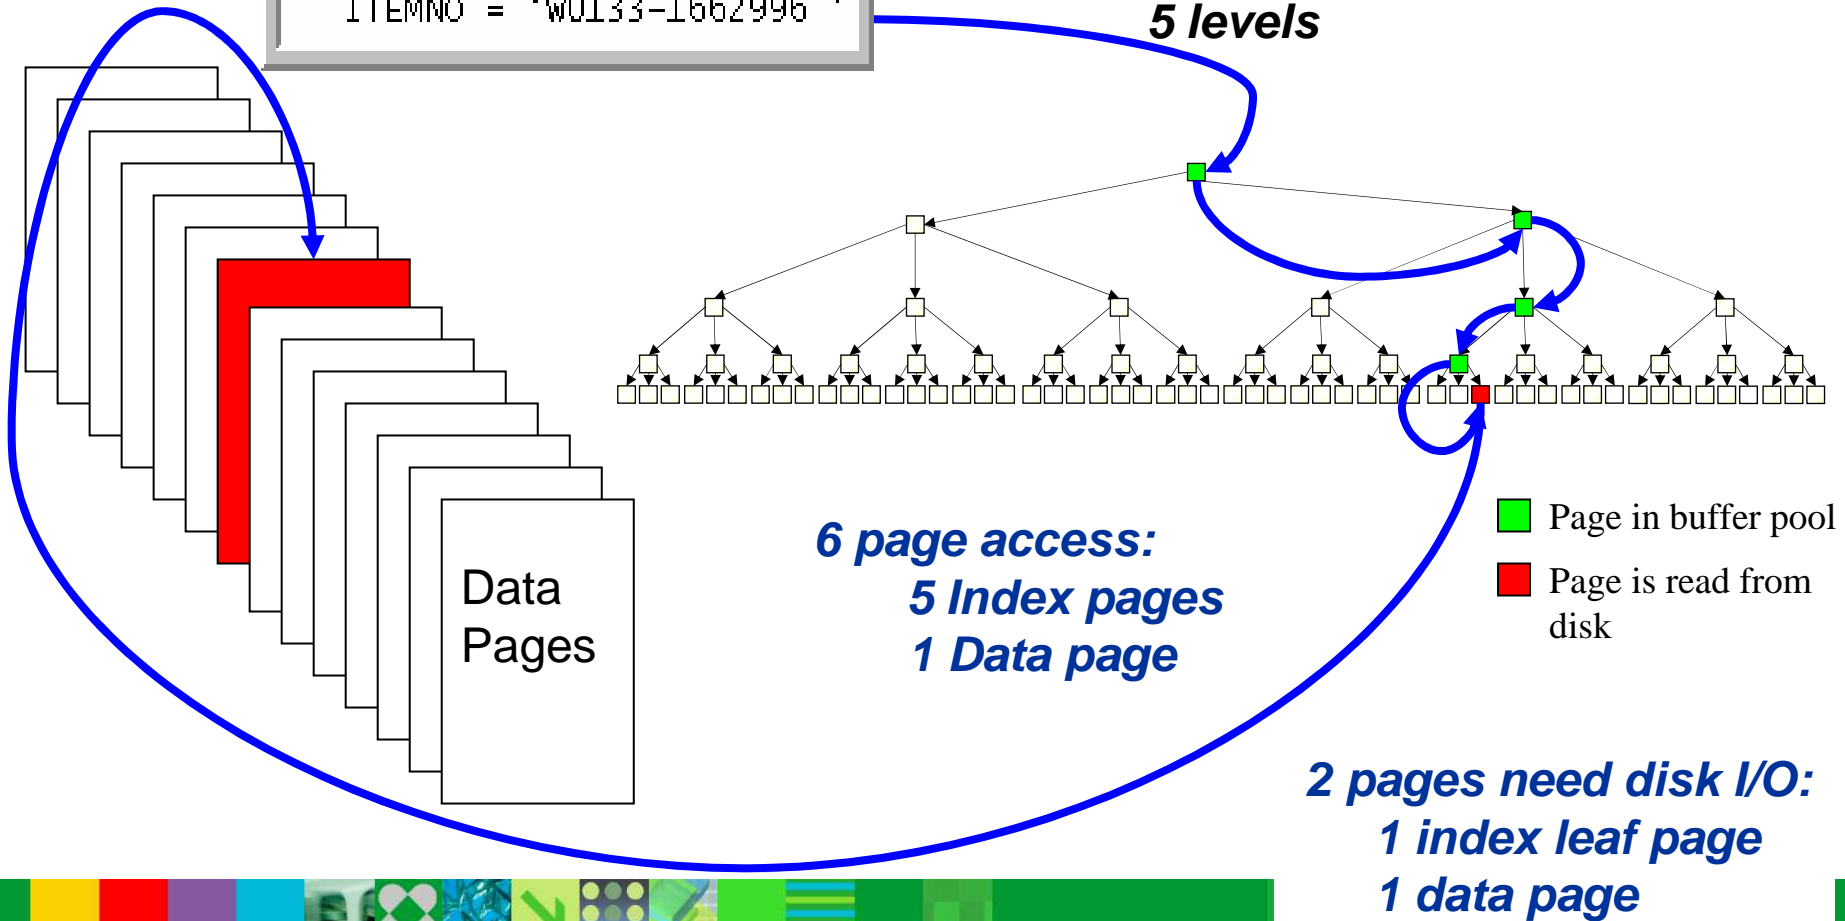 ITEMNO = 'W0133-1662996 '
5 levels
Data
Pages
6 page access:
5 Index pages
1 Data page
Page in buffer pool
Page is read from
disk
2 pages need disk I/O:
1 index leaf page
1 data page